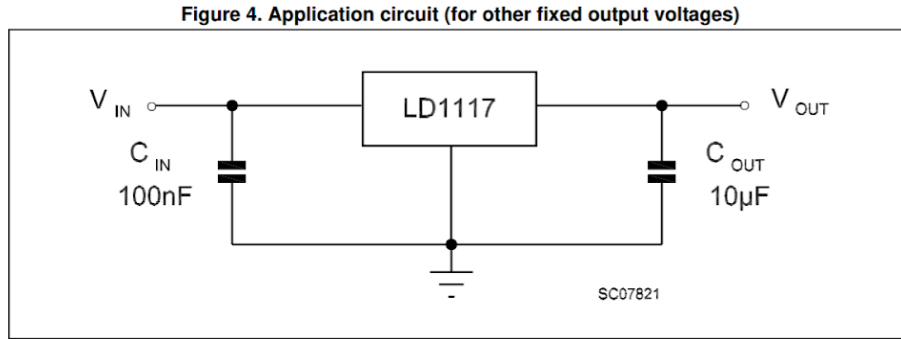 Figure 4. Application circuit (for other fixed output voltages)
V IN
LD1117
V OUT
C IN
100nF
C OUT
10µF
SC07821